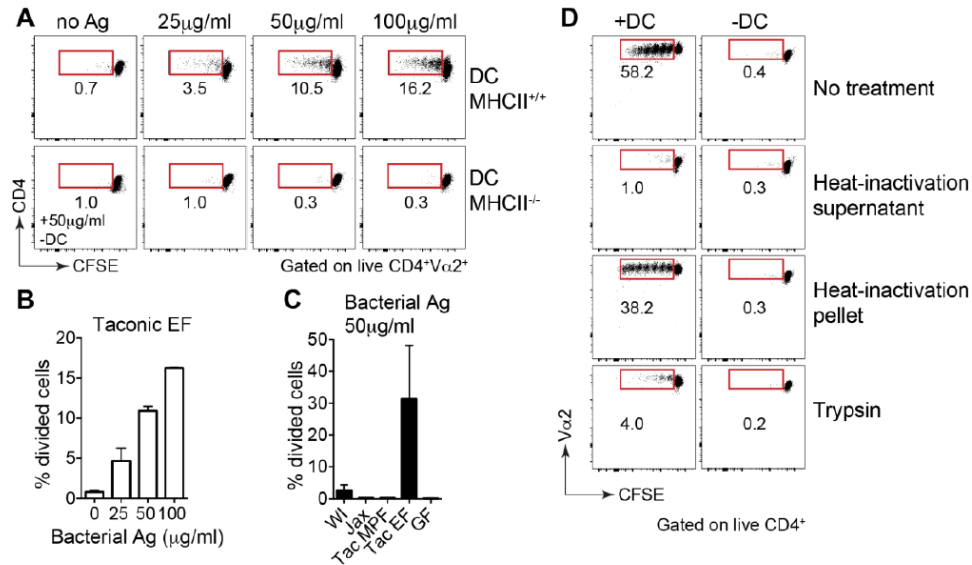 A
no Ag 25μg/ml 50μg/ml 100μg/ml
0.7 3.5 10.5 16.2
DC
MHCII+/+
1.0 1.0 0.3 0.3
+50μg/ml
-DC
DC
MHCII-/-
CD4
CFSE
Gated on live CD4+Vα2+
B
Taconic EF
% divided cells
20
15
10
5
0
0 25 50 100
Bacterial Ag (μg/ml)
C
Bacterial Ag
50μg/ml
% divided cells
50
40
30
20
10
0
WI
Jax
Tac MPF
Tac EF
GF
D
+DC -DC
58.2 0.4
No treatment
1.0 0.3
Heat-inactivation
supernatant
38.2 0.3
Heat-inactivation
pellet
4.0 0.2
Trypsin
Vα2
CFSE
Gated on live CD4+